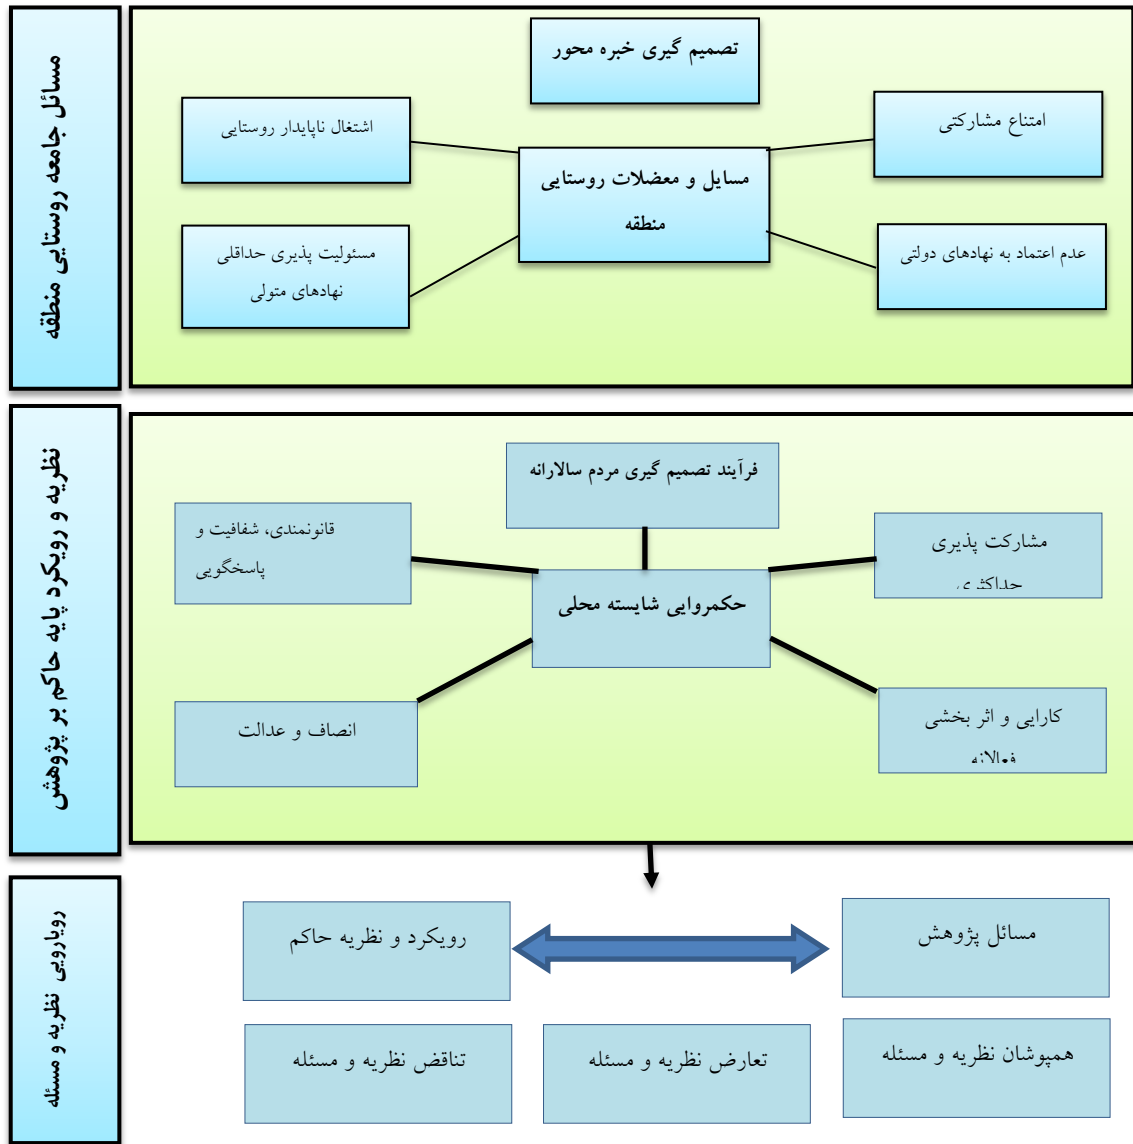 مسائل جامعه روستایی منطقه
تصمیم گیری خبره محور
امتناع مشارکتی
اشتغال ناپایدار روستایی
مسایل و معضلات روستایی
منطقه
عدم اعتماد به نهادهای دولتی
مسئولیت پذیری حداقلی
نهادهای متولی
نظریه و رویکرد پایه حاکم بر پژوهش
فرآیند تصمیم گیری مردم سالارانه
مشارکت پذیری
حداکثری
قانونمندی، شفافیت و
پاسخگویی
حکمروایی شایسته محلی
کارایی و اثر بخشی
فعالانه
انصاف و عدالت
رویارویی نظریه و مسئله
مسائل پژوهش
رویکرد و نظریه حاکم
همپوشان نظریه و مسئله
تعارض نظریه و مسئله
تناقض نظریه و مسئله